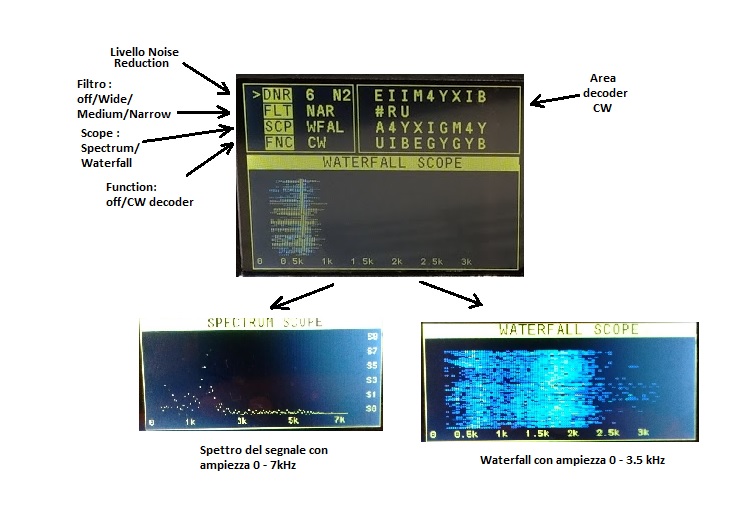 Livello Noise
Reduction
Filtro :
off/Wide/
Medium/Narrow
Scope :
Spectrum/
Waterfall
Function:
off/CW decoder
Area
decoder
CW
>DNR 6 N2
FLT NAR
SCP WFAL
FNC CW
EIIM4YXIB
#RU
A4YXIGM4Y
UIBEGYGYB
WATERFALL SCOPE
0 0.5k 1k 1.5k 2k 2.5k 3k
SPECTRUM SCOPE
S9
S7
S5
S3
S1
S0
0 1k 3k 5k 7k
Spettro del segnale con
ampiezza 0 - 7kHz
WATERFALL SCOPE
0 0.5k 1k 1.5k 2k 2.5k 3k
Waterfall con ampiezza 0 - 3.5 kHz